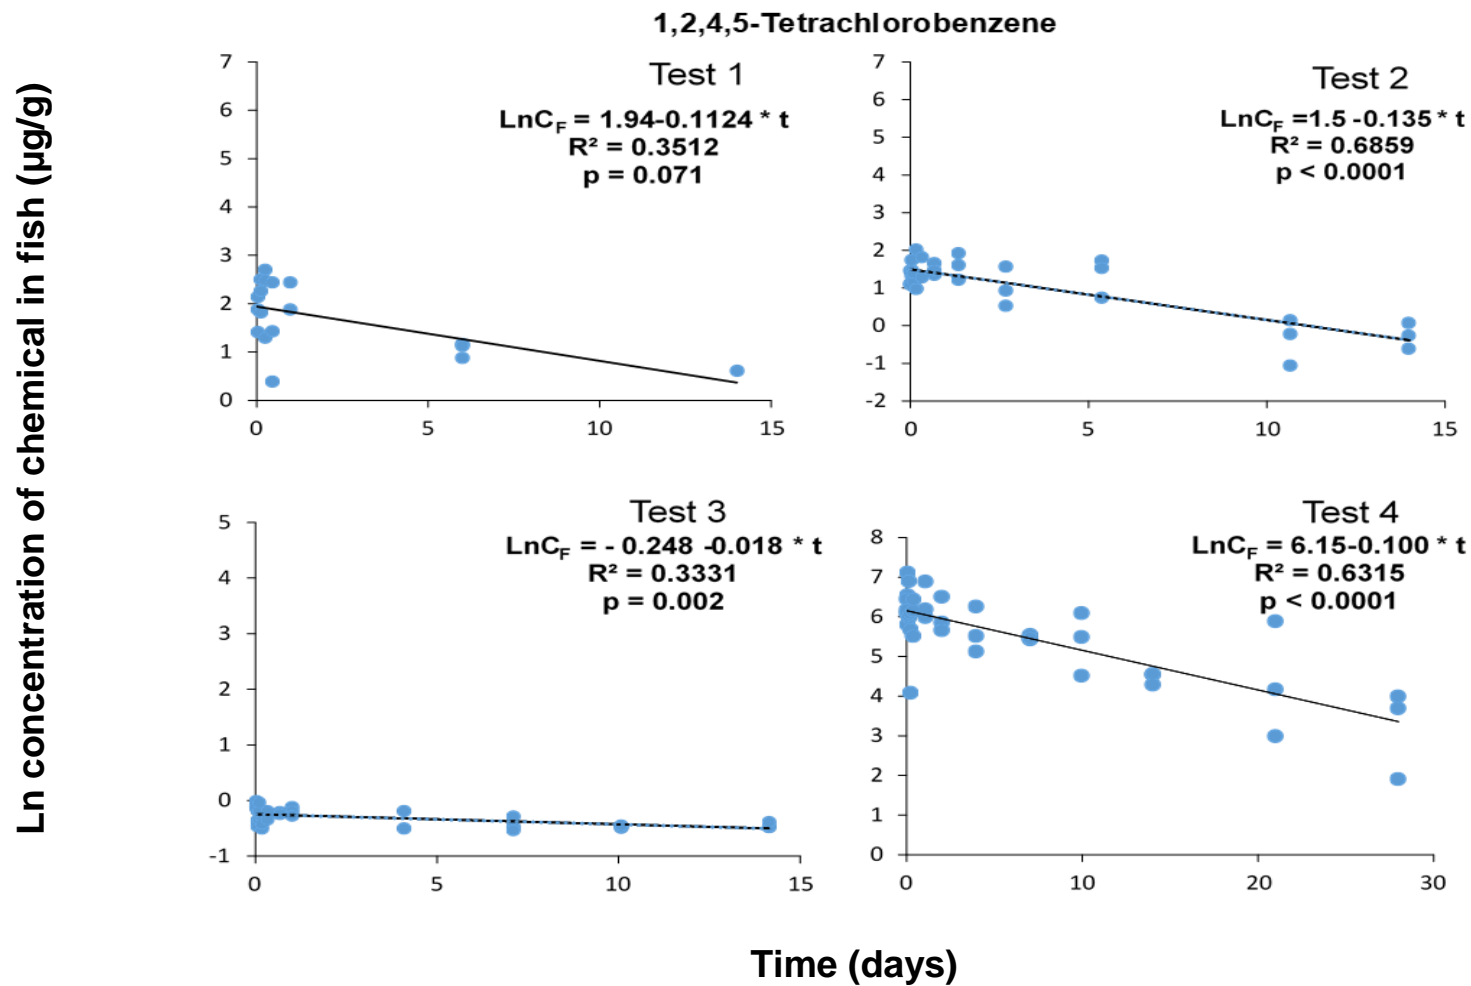 1,2,4,5-Tetrachlorobenzene
Ln concentration of chemical in fish (µg/g)
Test 1
LnC_F = 1.94-0.1124 * t
R² = 0.3512
p = 0.071
7
6
5
4
3
2
1
0
0 5 10 15
Test 2
LnC_F =1.5 -0.135 * t
R² = 0.6859
p < 0.0001
7
6
5
4
3
2
1
0
-1
-2
0 5 10 15
Test 3
LnC_F = - 0.248 -0.018 * t
R² = 0.3331
p = 0.002
5
4
3
2
1
0
-1
0 5 10 15
Test 4
LnC_F = 6.15-0.100 * t
R² = 0.6315
p < 0.0001
8
7
6
5
4
3
2
1
0
0 10 20 30
Time (days)